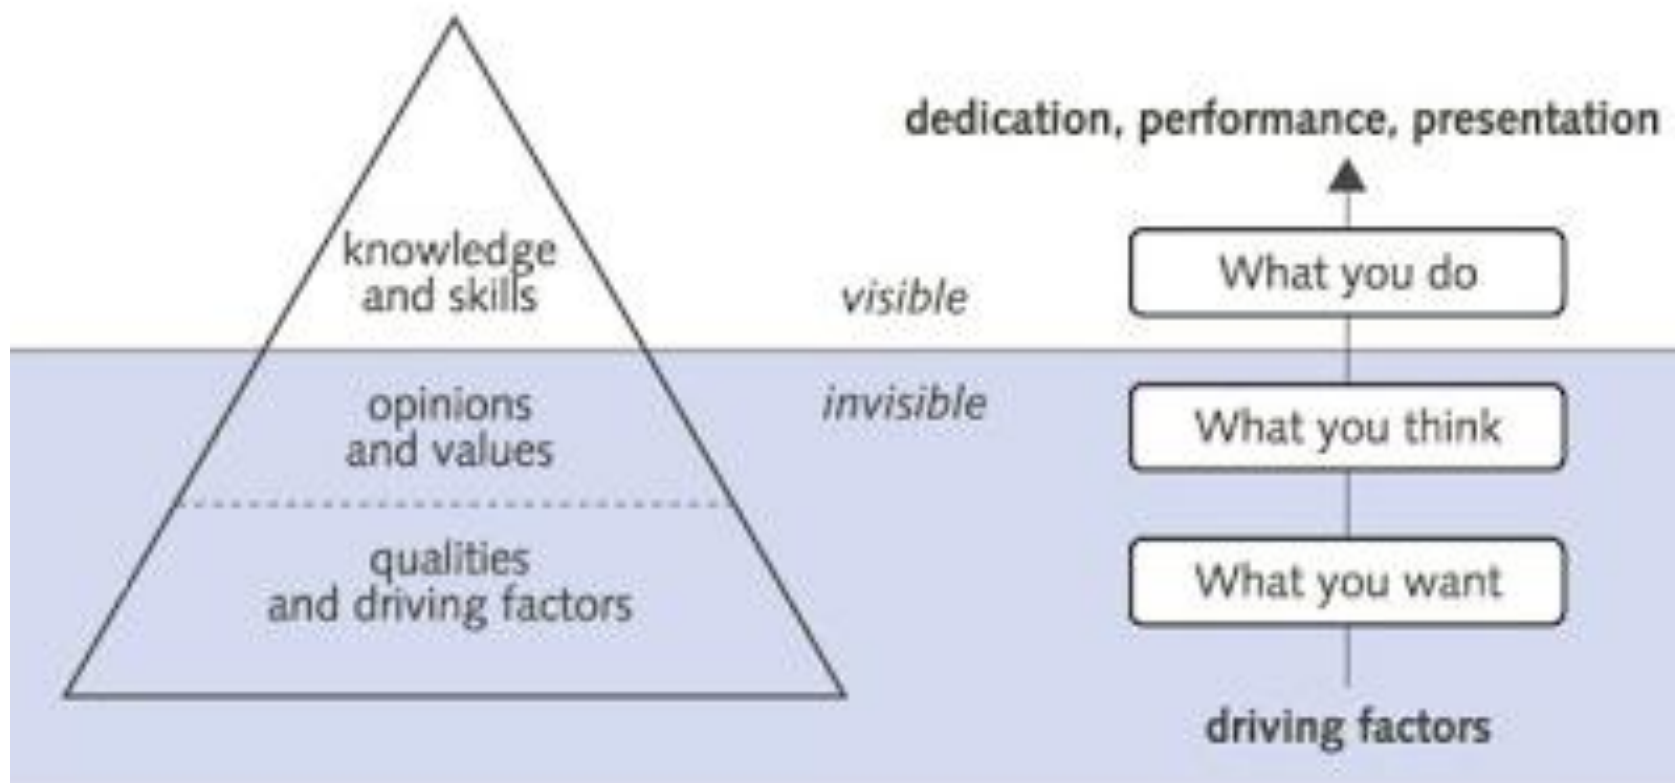 knowledge
and skills
opinions
and values
qualities
and driving factors
visible
invisible
dedication, performance, presentation
What you do
What you think
What you want
driving factors